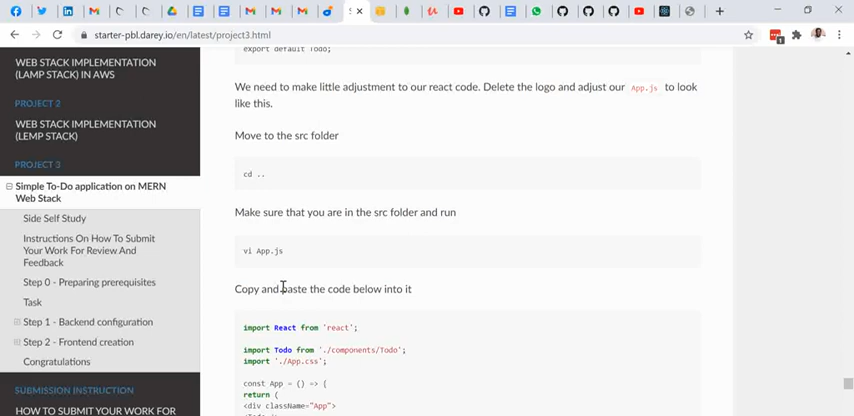 starter-pbl.darey.io/en/latest/project3.html
WEB STACK IMPLEMENTATION
(LAMP STACK) IN AWS
PROJECT 2
WEB STACK IMPLEMENTATION
(LEMP STACK)
PROJECT 3
Simple To-Do application on MERN
Web Stack
Side Self Study
Instructions On How To Submit
Your Work For Review And
Feedback
Step 0 - Preparing prerequisites
Task
Step 1 - Backend configuration
Step 2 - Frontend creation
Congratulations
SUBMISSION INSTRUCTION
HOW TO SUBMIT YOUR WORK FOR
export default Todo;
We need to make little adjustment to our react code. Delete the logo and adjust our App.js to look
like this.
Move to the src folder
cd ..
Make sure that you are in the src folder and run
vi App.js
Copy and paste the code below into it
import React from 'react';
import Todo from './components/Todo';
import './App.css';
const App = () => {
return (
<div className="App">